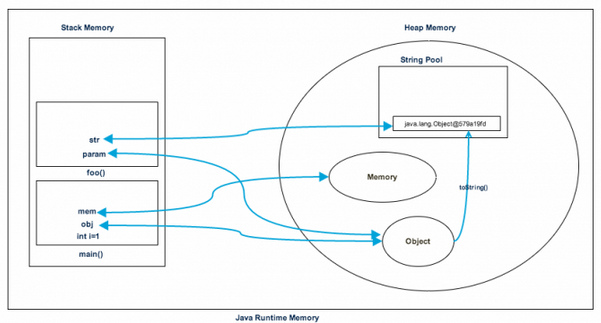 Stack Memory
Heap Memory
String Pool
java.lang.Object@579a19fd
str
param
foo()
toString()
Memory
mem
obj
int i=1
main()
Object
Java Runtime Memory